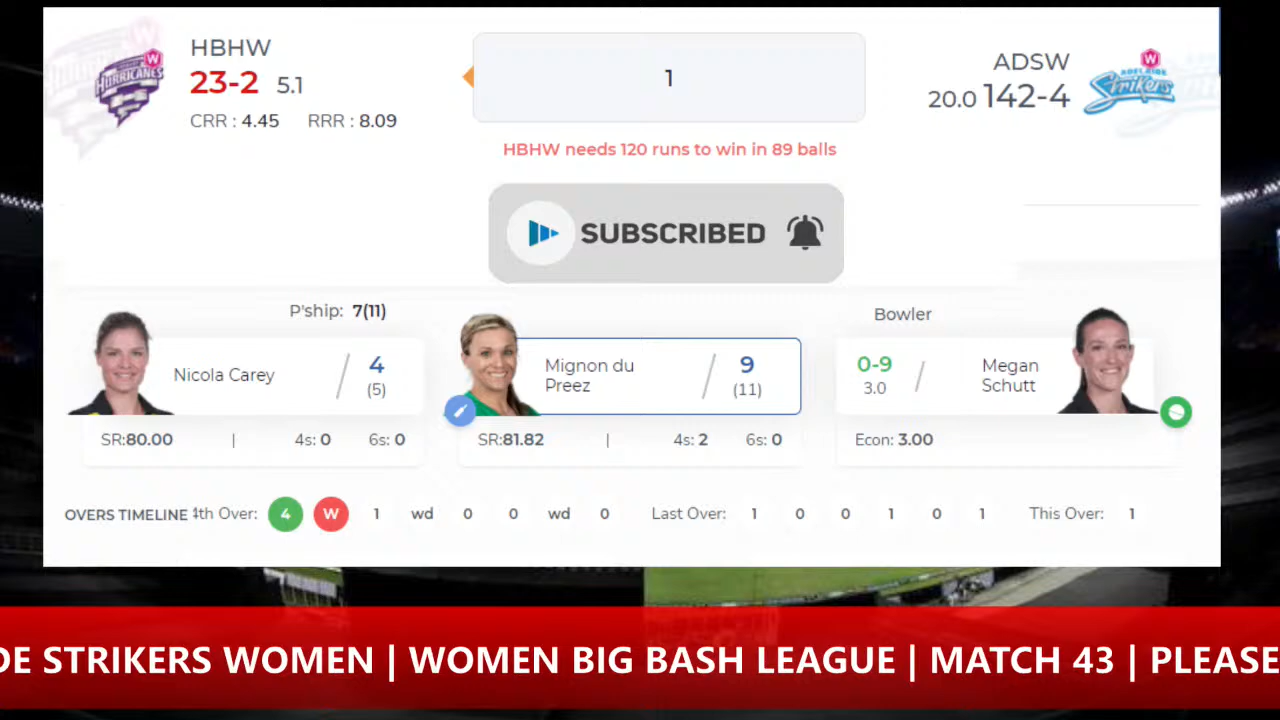 HBHW
23-2 5.1
CRR : 4.45 RRR : 8.09
W
HURRICANES
1
HBHW needs 120 runs to win in 89 balls
ADSW
20.0 142-4
W
ADELAIDE
Strikers
SUBSCRIBED
P'ship: 7(11)
Nicola Carey / 4
(5)
SR:80.00 | 4s: 0 6s: 0
Mignon du
Preez / 9
(11)
SR:81.82 | 4s: 2 6s: 0
Bowler
0-9
3.0 /
Megan
Schutt
Econ: 3.00
OVERS TIMELINE 4th Over: 4 W 1 wd 0 0 wd 0 Last Over: 1 0 0 1 0 1 This Over: 1
DE STRIKERS WOMEN | WOMEN BIG BASH LEAGUE | MATCH 43 | PLEASE